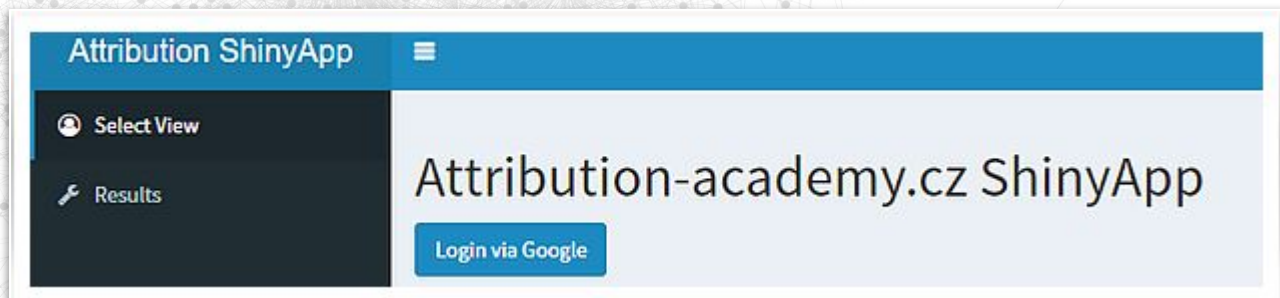 Attribution ShinyApp
Select View
Results
Attribution-academy.cz ShinyApp
Login via Google